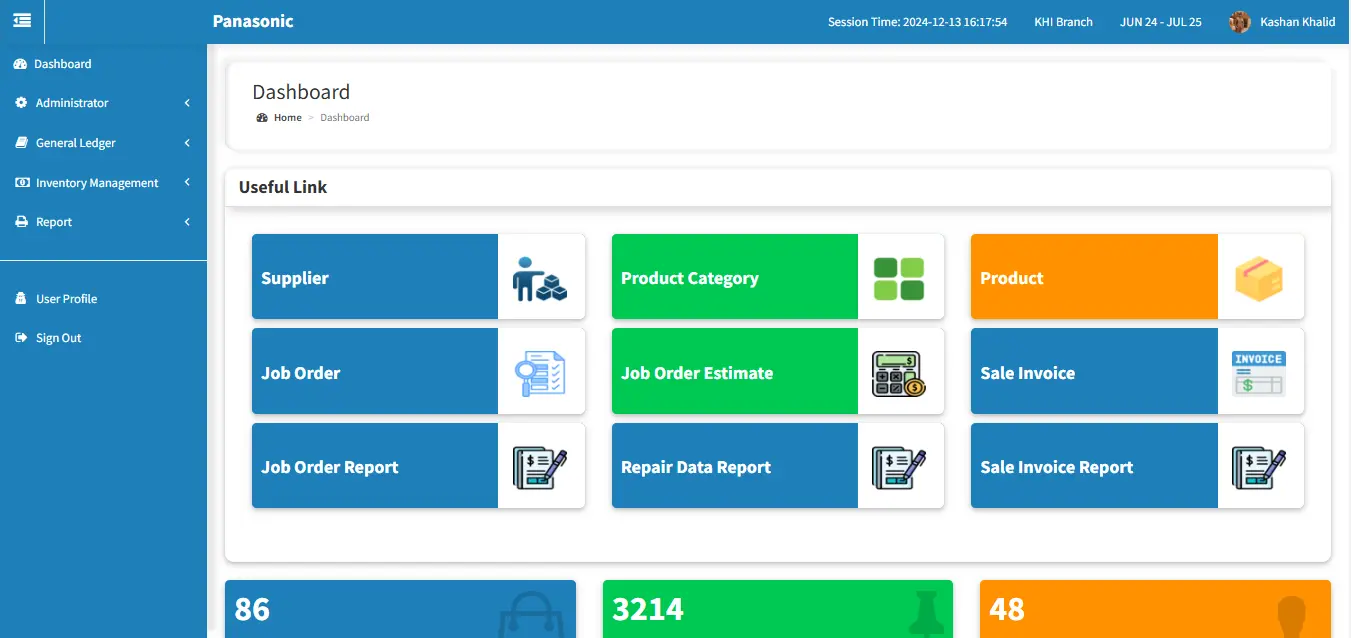 Panasonic
Session Time: 2024-12-13 16:17:54 KHI Branch JUN 24 - JUL 25 Kashan Khalid
Dashboard
Administrator
General Ledger
Inventory Management
Report
User Profile
Sign Out
Dashboard
Home > Dashboard
Useful Link
Supplier
Product Category
Product
Job Order
Job Order Estimate
Sale Invoice
INVOICE
$
Job Order Report
Repair Data Report
Sale Invoice Report
86
3214
48